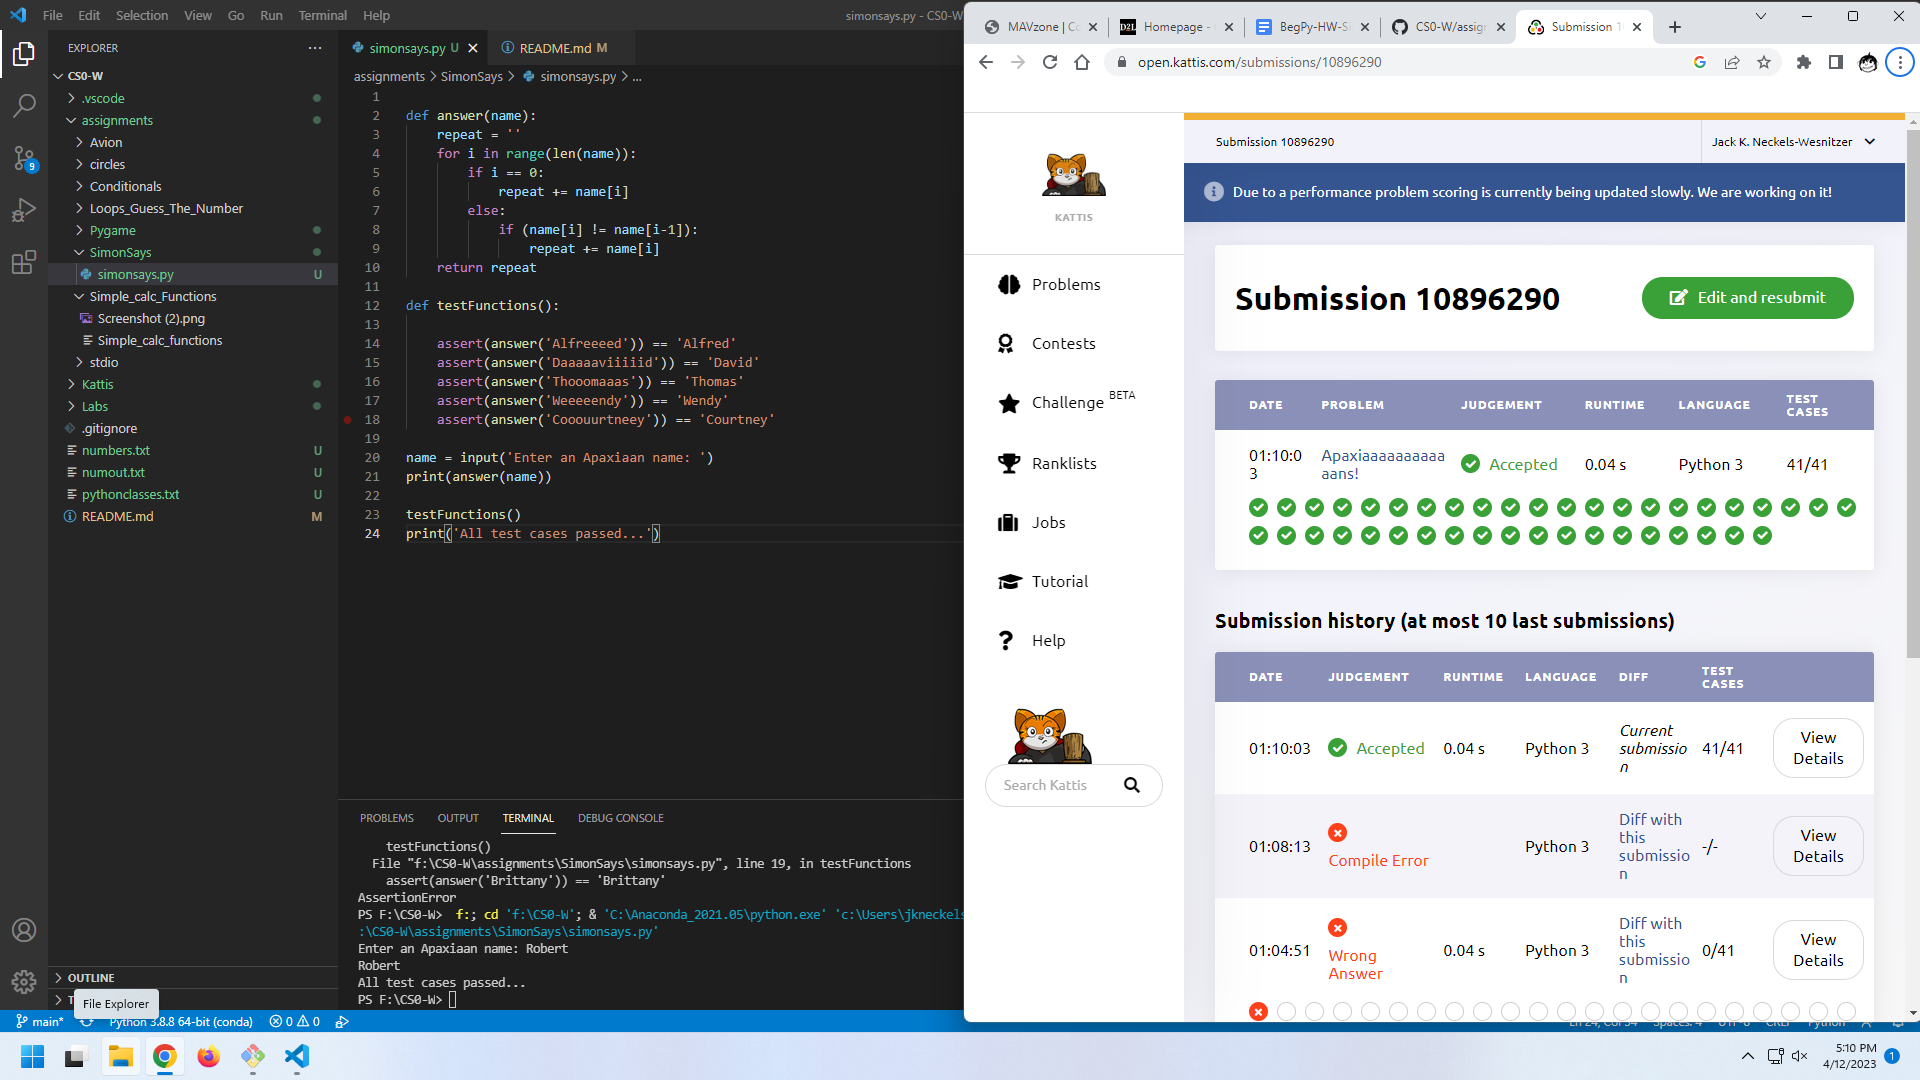 File Edit Selection View Go Run Terminal Help
simonsays.py - CS0-W
EXPLORER
CS0-W
.vscode
assignments
Avion
circles
Conditionals
Loops_Guess_The_Number
Pygame
SimonSays
simonsays.py U
Simple_calc_Functions
Screenshot (2).png
Simple_calc_functions
stdio
Kattis
Labs
.gitignore
numbers.txt U
numout.txt U
pythonclasses.txt U
README.md M
OUTLINE
T
File Explorer
9
simonsays.py U
README.md M
assignments > SimonSays > simonsays.py > ...
1
2 def answer(name):
3 repeat = ''
4 for i in range(len(name)):
5 if i == 0:
6 repeat += name[i]
7 else:
8 if (name[i] != name[i-1]):
9 repeat += name[i]
10 return repeat
11
12 def testFunctions():
13
14 assert(answer('Alfreeeed')) == 'Alfred'
15 assert(answer('Daaaaaviiiiiid')) == 'David'
16 assert(answer('Thooomaaas')) == 'Thomas'
17 assert(answer('Weeeeendy')) == 'Wendy'
18 assert(answer('Cooouurtneey')) == 'Courtney'
19
20 name = input('Enter an Apaxiaan name: ')
21 print(answer(name))
22
23 testFunctions()
24 print('All test cases passed...')
PROBLEMS OUTPUT TERMINAL DEBUG CONSOLE
testFunctions()
File "f:\CS0-W\assignments\SimonSays\simonsays.py", line 19, in testFunctions
assert(answer('Brittany')) == 'Brittany'
AssertionError
PS F:\CS0-W> f:; cd 'f:\CS0-W'; & 'C:\Anaconda_2021.05\python.exe' 'c:\Users\jkneckels
:\CS0-W\assignments\SimonSays\simonsays.py'
Enter an Apaxiaan name: Robert
Robert
All test cases passed...
PS F:\CS0-W>
main* Python 3.8.8 64-bit (conda) 0 0
MAVzone | Co
D2L Homepage -
BegPy-HW-Si
CS0-W/assign
Submission 1
open.kattis.com/submissions/10896290
KATTIS
Problems
Contests
Challenge BETA
Ranklists
Jobs
Tutorial
Help
Search Kattis
Submission 10896290
Jack K. Neckels-Wesnitzer
Due to a performance problem scoring is currently being updated slowly. We are working on it!
Submission 10896290
Edit and resubmit
DATE PROBLEM JUDGEMENT RUNTIME LANGUAGE TEST CASES
01:10:03 Apaxiaaaaaaaaaaaaans! Accepted 0.04 s Python 3 41/41
Submission history (at most 10 last submissions)
DATE JUDGEMENT RUNTIME LANGUAGE DIFF TEST CASES
01:10:03 Accepted 0.04 s Python 3 Current submission 41/41 View Details
01:08:13 Compile Error Python 3 Diff with this submission -/- View Details
01:04:51 Wrong Answer 0.04 s Python 3 Diff with this submission 0/41 View Details
5:10 PM
4/12/2023
1